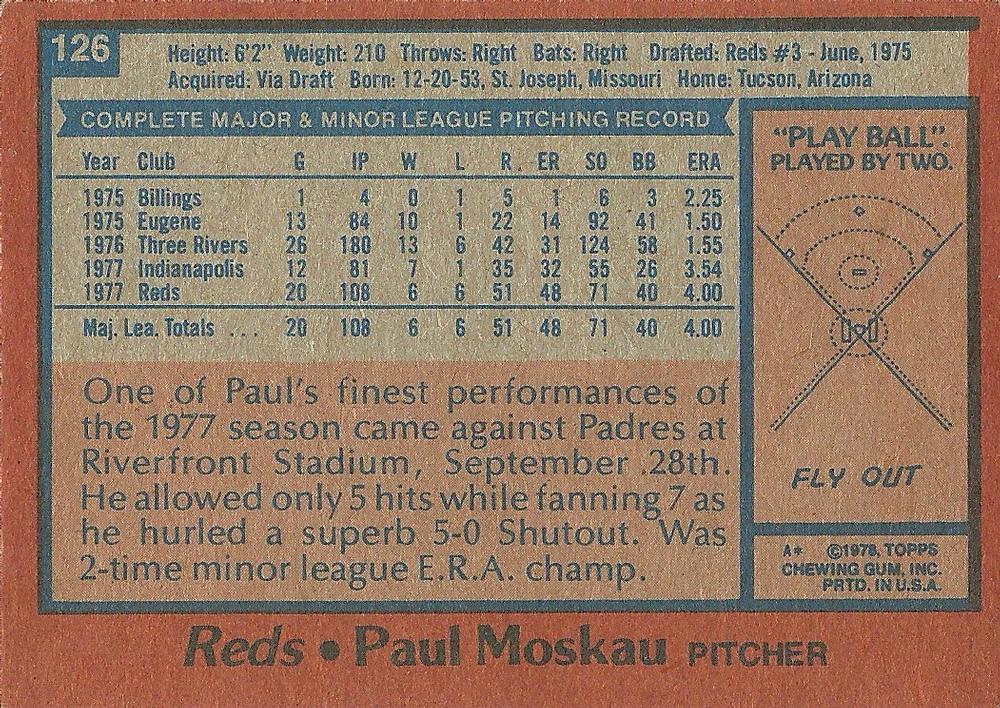 126
Height: 6'2" Weight: 210 Throws: Right Bats: Right Drafted: Reds #3 - June, 1975
Acquired: Via Draft Born: 12-20-53, St. Joseph, Missouri Home: Tucson, Arizona
COMPLETE MAJOR & MINOR LEAGUE PITCHING RECORD
Year Club G IP W L R. ER SO BB ERA
1975 Billings 1 4 0 1 5 1 6 3 2.25
1975 Eugene 13 84 10 1 22 14 92 41 1.50
1976 Three Rivers 26 180 13 6 42 31 124 58 1.55
1977 Indianapolis 12 81 7 1 35 32 55 26 3.54
1977 Reds 20 108 6 6 51 48 71 40 4.00
Maj. Lea. Totals ... 20 108 6 6 51 48 71 40 4.00
One of Paul's finest performances of
the 1977 season came against Padres at
Riverfront Stadium, September 28th.
He allowed only 5 hits while fanning 7 as
he hurled a superb 5-0 Shutout. Was
2-time minor league E.R.A. champ.
"PLAY BALL".
PLAYED BY TWO.
FLY OUT
A* ©1978, TOPPS
CHEWING GUM, INC.
PRTD. IN U.S.A.
Reds • Paul Moskau PITCHER